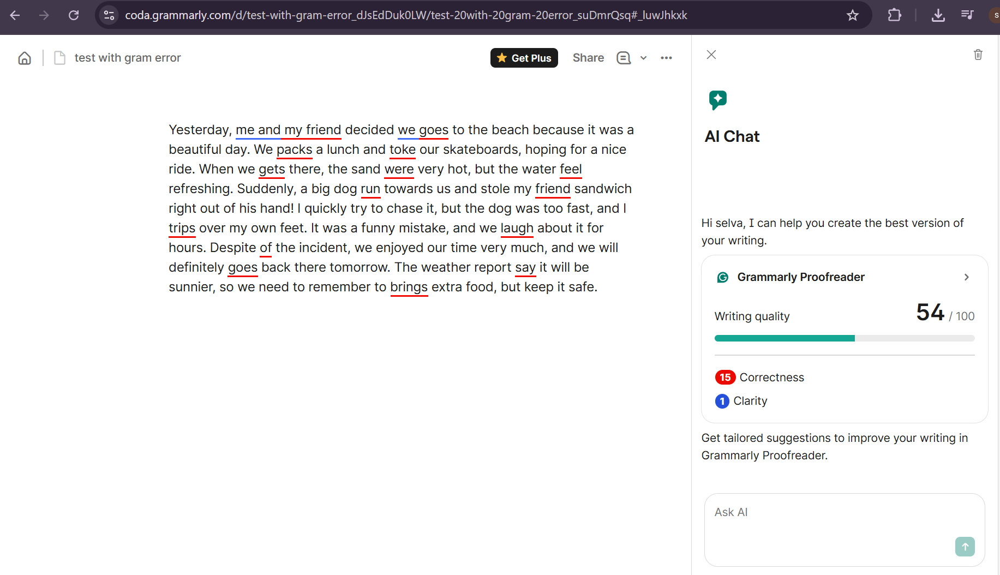 coda.grammarly.com/d/test-with-gram-error_dJsEdDuk0LW/test-20with-20gram-20error_suDmrQsq#_luwJhkxk
S
test with gram error
Get Plus
Share
Yesterday, me and my friend decided we goes to the beach because it was a
beautiful day. We packs a lunch and toke our skateboards, hoping for a nice
ride. When we gets there, the sand were very hot, but the water feel
refreshing. Suddenly, a big dog run towards us and stole my friend sandwich
right out of his hand! I quickly try to chase it, but the dog was too fast, and I
trips over my own feet. It was a funny mistake, and we laugh about it for
hours. Despite of the incident, we enjoyed our time very much, and we will
definitely goes back there tomorrow. The weather report say it will be
sunnier, so we need to remember to brings extra food, but keep it safe.
AI Chat
Hi selva, I can help you create the best version of
your writing.
Grammarly Proofreader
Writing quality
54 / 100
15 Correctness
1 Clarity
Get tailored suggestions to improve your writing in
Grammarly Proofreader.
Ask AI